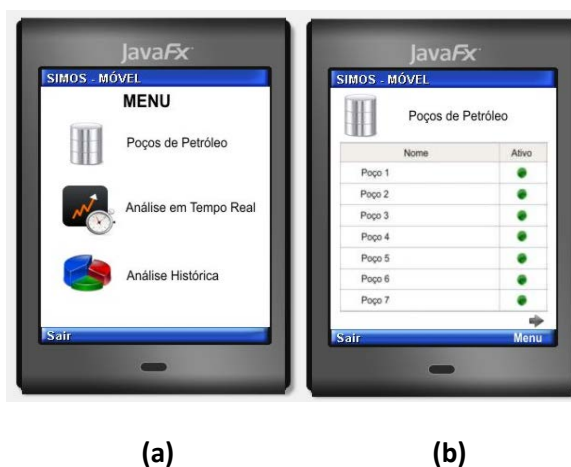 JavaFx
SIMOS - MÓVEL
MENU
Poços de Petróleo
Análise em Tempo Real
Análise Histórica
Sair
(a)
JavaFx
SIMOS - MÓVEL
Poços de Petróleo
Nome Ativo
Poço 1
Poço 2
Poço 3
Poço 4
Poço 5
Poço 6
Poço 7
Sair Menu
(b)